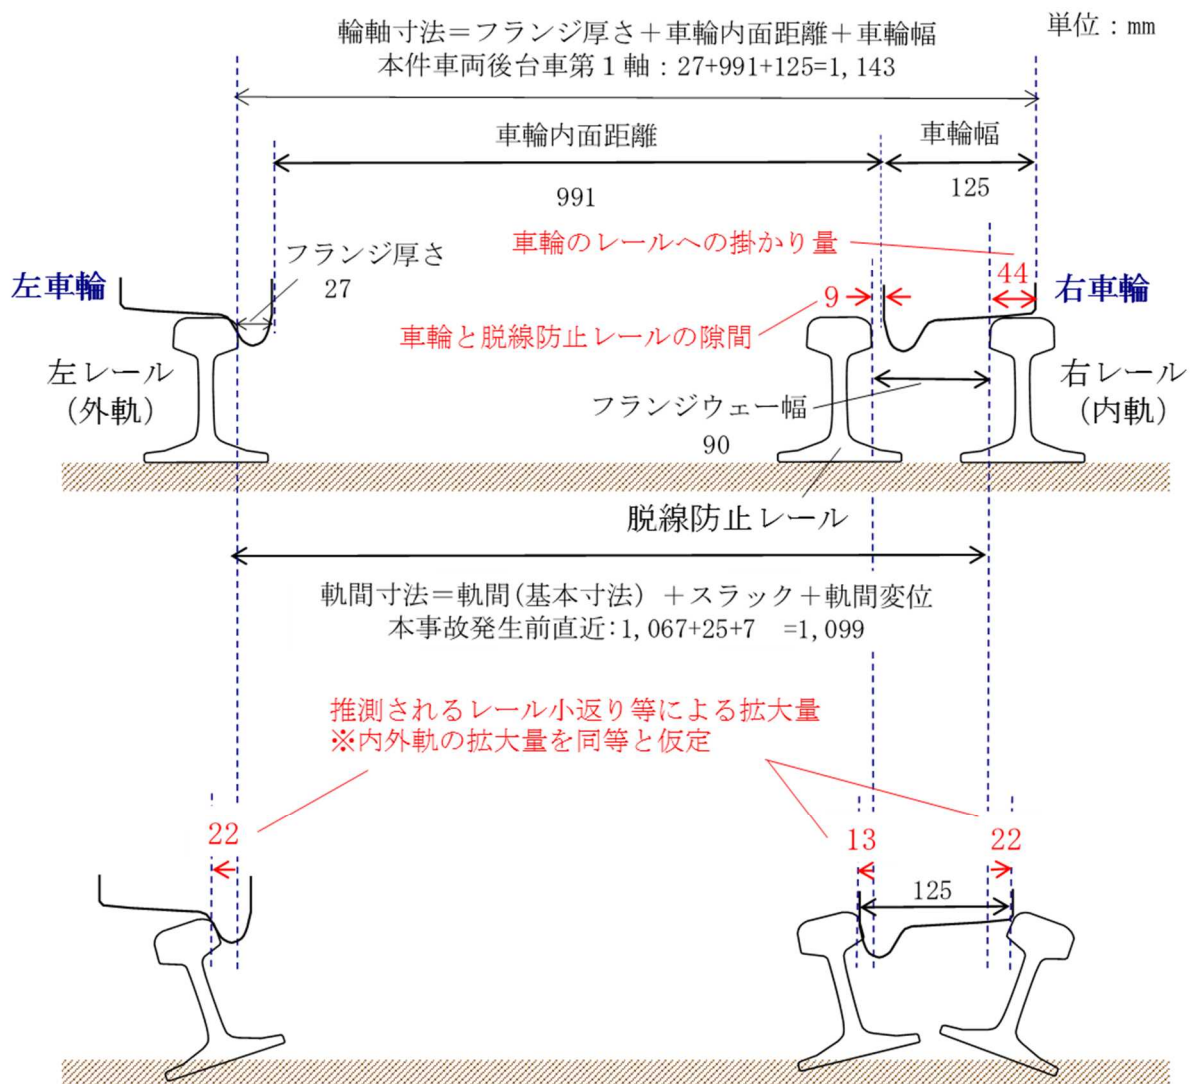 単位：mm
輪軸寸法＝フランジ厚さ＋車輪内面距離＋車輪幅
本件車両後台車第１軸：27+991+125=1,143
車輪内面距離
車輪幅
991
125
車輪のレールへの掛かり量
フランジ厚さ
27
左車輪
44
右車輪
9
車輪と脱線防止レールの隙間
左レール
（外軌）
右レール
（内軌）
フランジウェー幅
90
脱線防止レール
軌間寸法＝軌間(基本寸法）＋スラック＋軌間変位
本事故発生前直近：1,067+25+7 =1,099
推測されるレール小返り等による拡大量
※内外軌の拡大量を同等と仮定
22
13
22
125